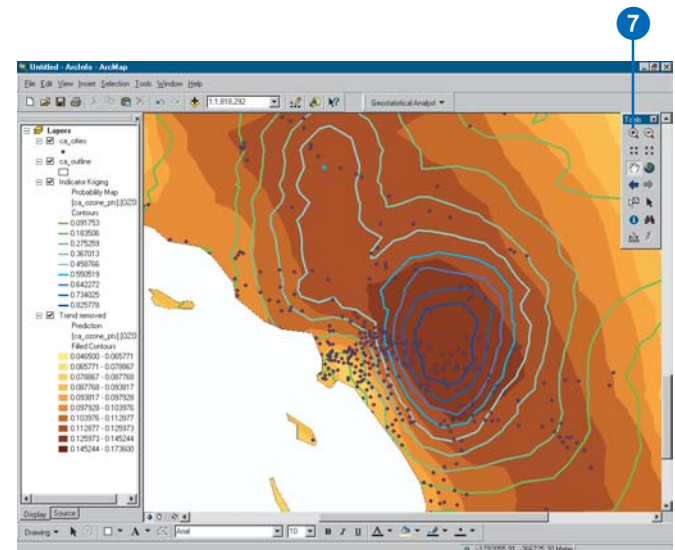 7
Untitled - ArcInfo - ArcMap
File Edit View Insert Selection Tools Window Help
1:1,818,292
Geostatistical Analyst
Tools
Layers
ca_cities
ca_outline
Indicator Kriging
Probability Map
Contours
0.091753
0.183506
0.275259
0.367013
0.458766
0.550519
0.642272
0.734025
0.825778
Trend removed
Prediction
Filled Contours
0.046500 - 0.065771
0.065771 - 0.078867
0.078867 - 0.087768
0.087768 - 0.093817
0.093817 - 0.097928
0.097928 - 0.103976
0.103976 - 0.112877
0.112877 - 0.125973
0.125973 - 0.145244
0.145244 - 0.173600
Display Source
Drawing A Arial 10 B I U A